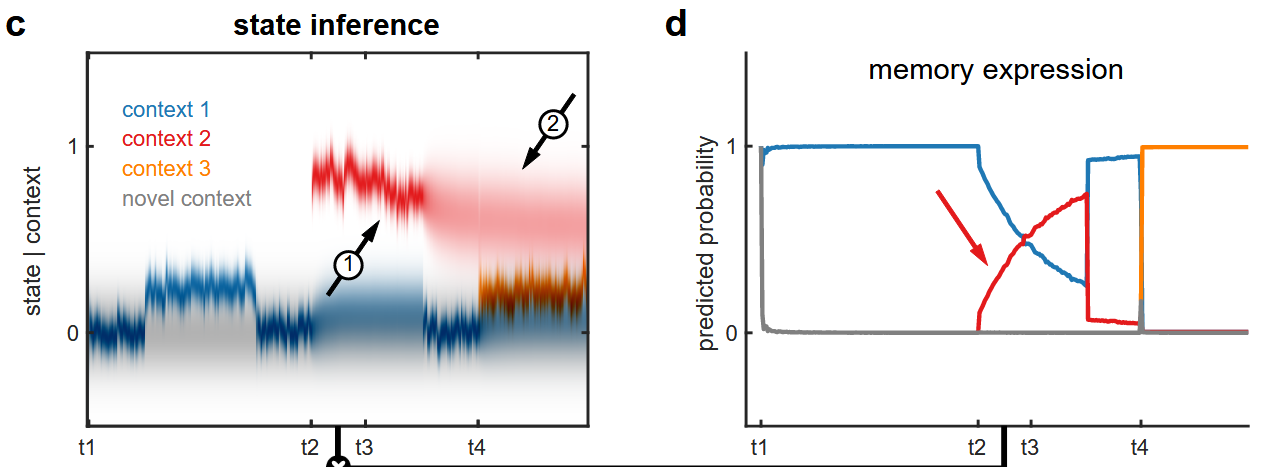 c
state inference
context 1
context 2
context 3
novel context
1
2
1
0
state | context
t1
t2
t3
t4
d
memory expression
1
0
predicted probability
t1
t2
t3
t4